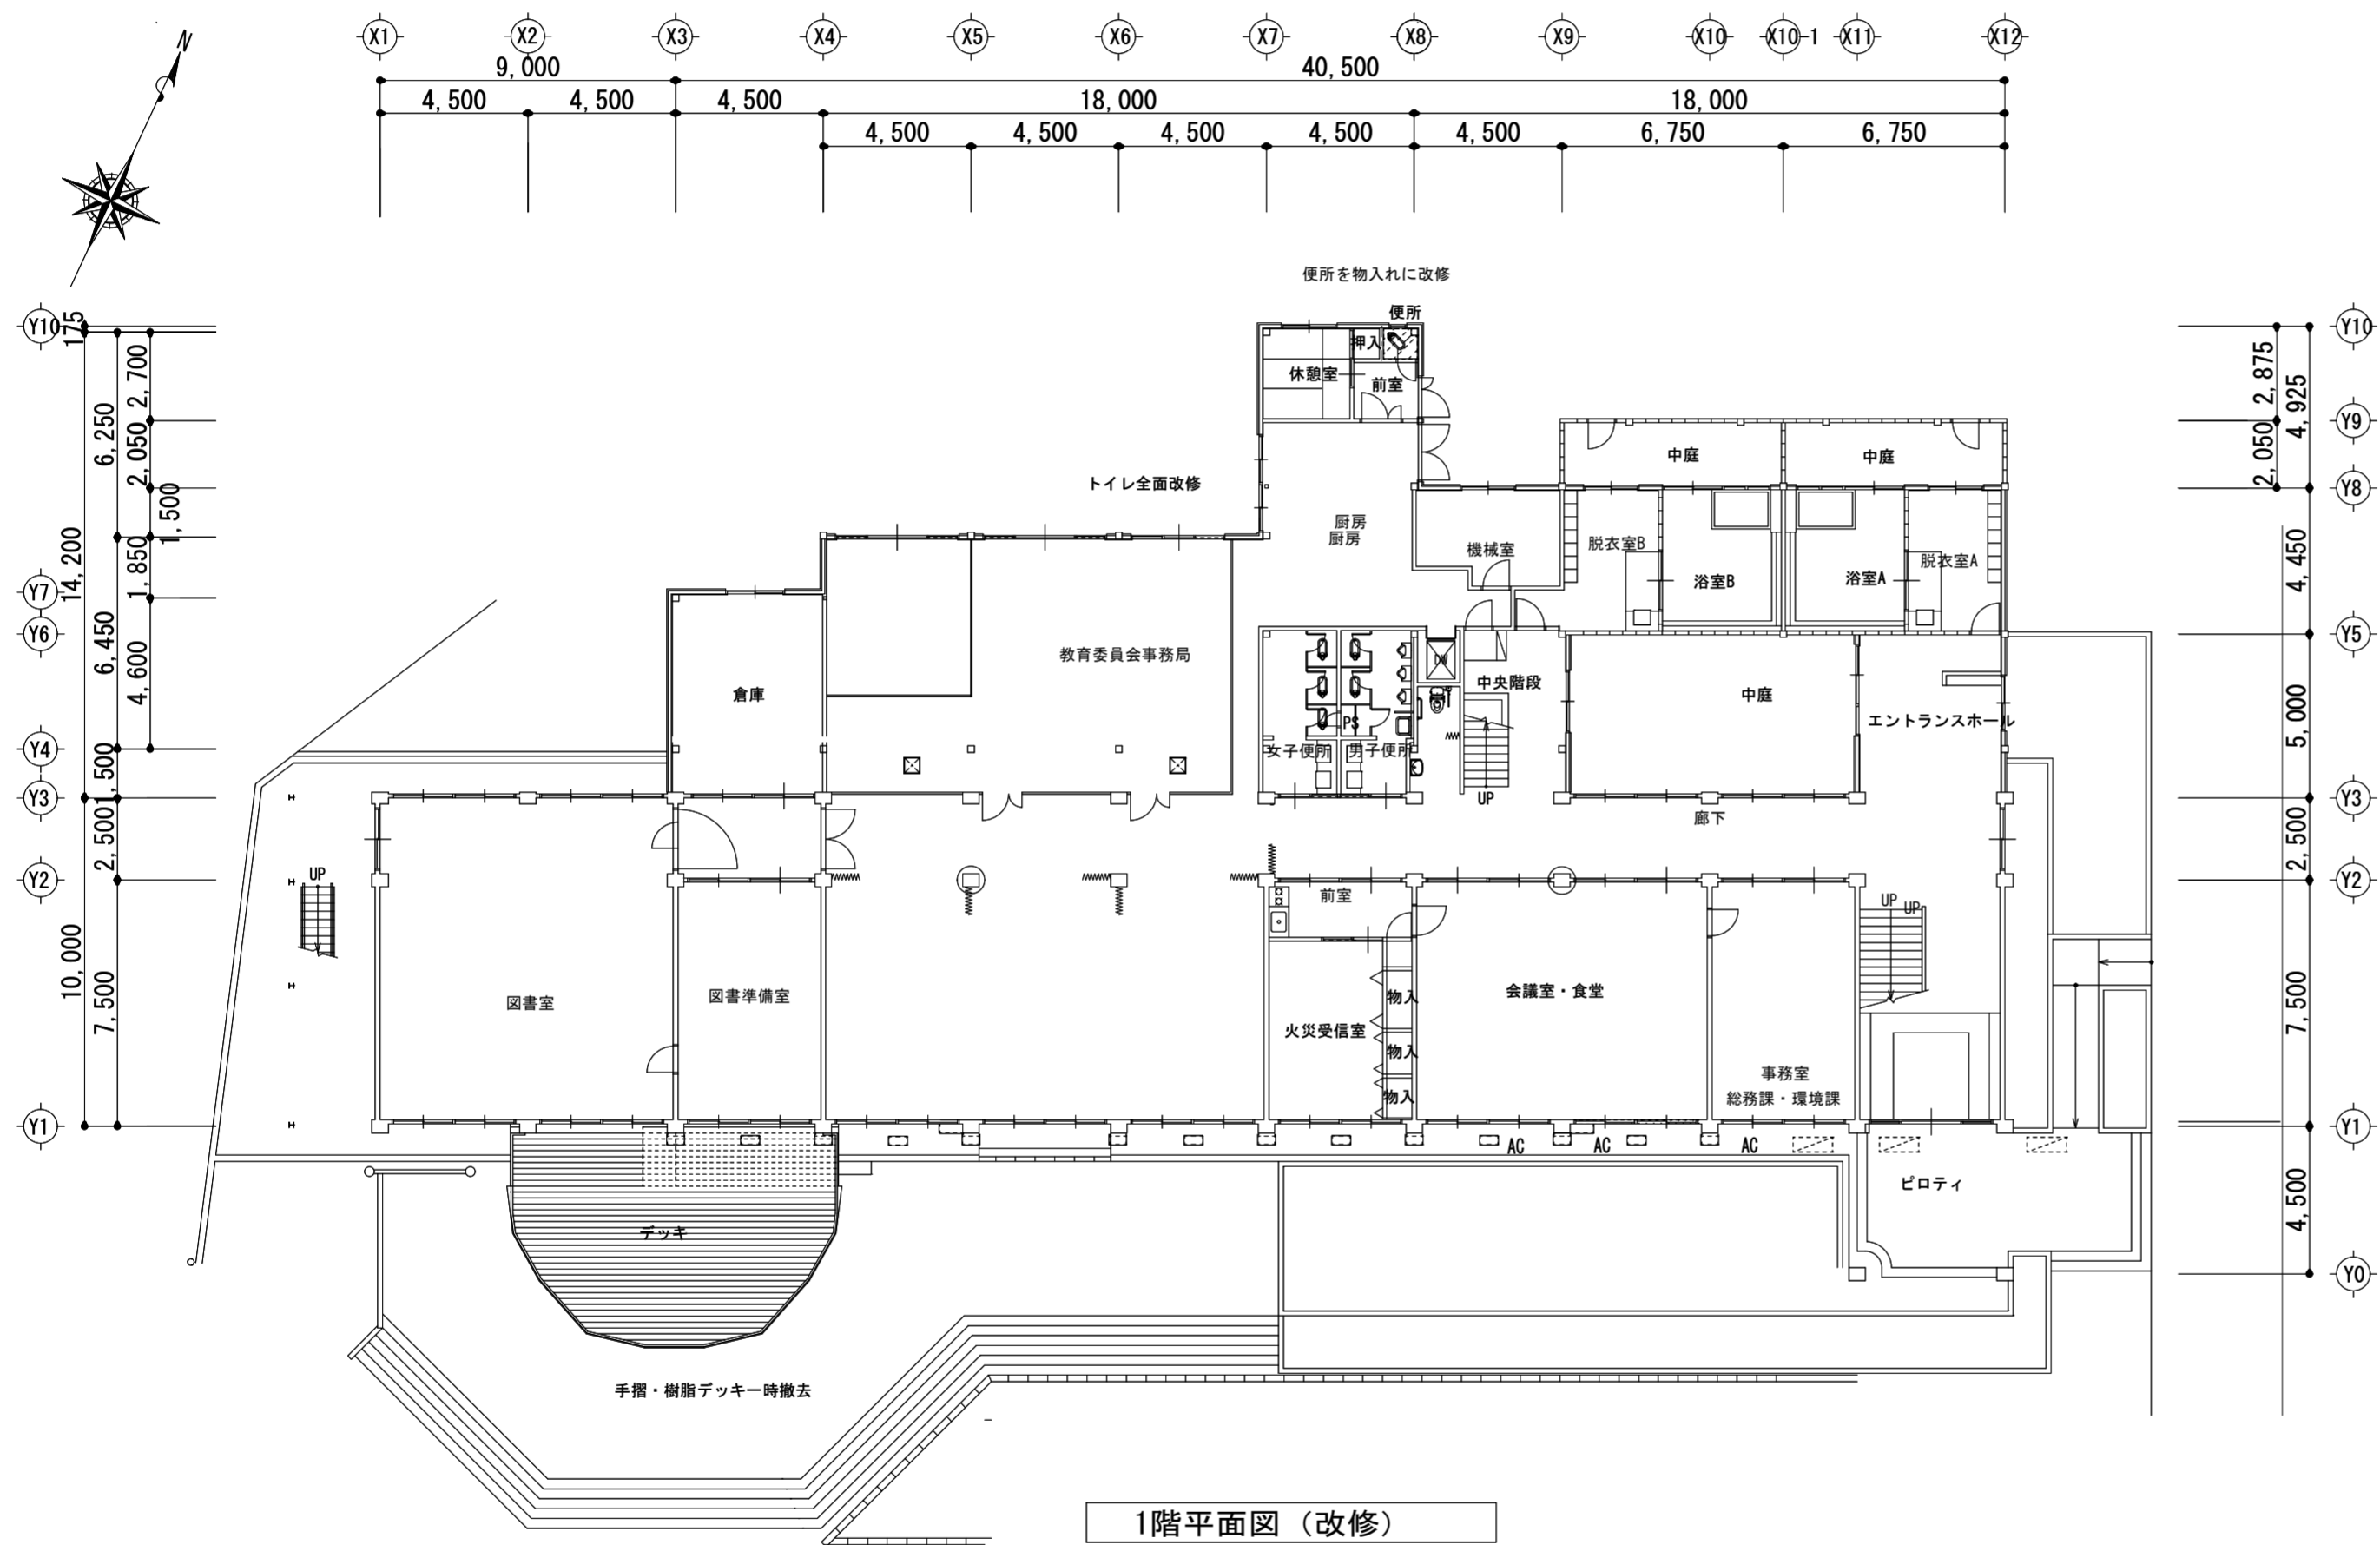 N
X1 X2 X3 X4 X5 X6 X7 X8 X9 X10 X10-1 X11 X12
9,000 40,500
4,500 4,500 4,500 18,000 18,000
4,500 4,500 4,500 4,500 4,500 6,750 6,750
便所を物入れに改修
Y10
175
2,700
6,250
2,050
1,500
14,200
1,850
Y7
Y6
6,450
4,600
Y4
1,500
Y3
2,500
Y2
10,000
7,500
Y1
便所
押入
休憩室
前室
トイレ全面改修
中庭
中庭
厨房
厨房
機械室
脱衣室B
浴室B
浴室A
脱衣室A
教育委員会事務局
倉庫
DW
中央階段
PS
中庭
エントランスホール
女子便所
男子便所
UP
廊下
UP
前室
UP
UP
図書室
図書準備室
物入
会議室・食堂
火災受信室
物入
事務室
物入
総務課・環境課
AC
AC
AC
ピロティ
デッキ
手摺・樹脂デッキ一時撤去
Y10
2,875
4,925
Y9
2,050
Y8
4,450
Y5
5,000
Y3
2,500
Y2
7,500
Y1
4,500
Y0
1階平面図（改修）